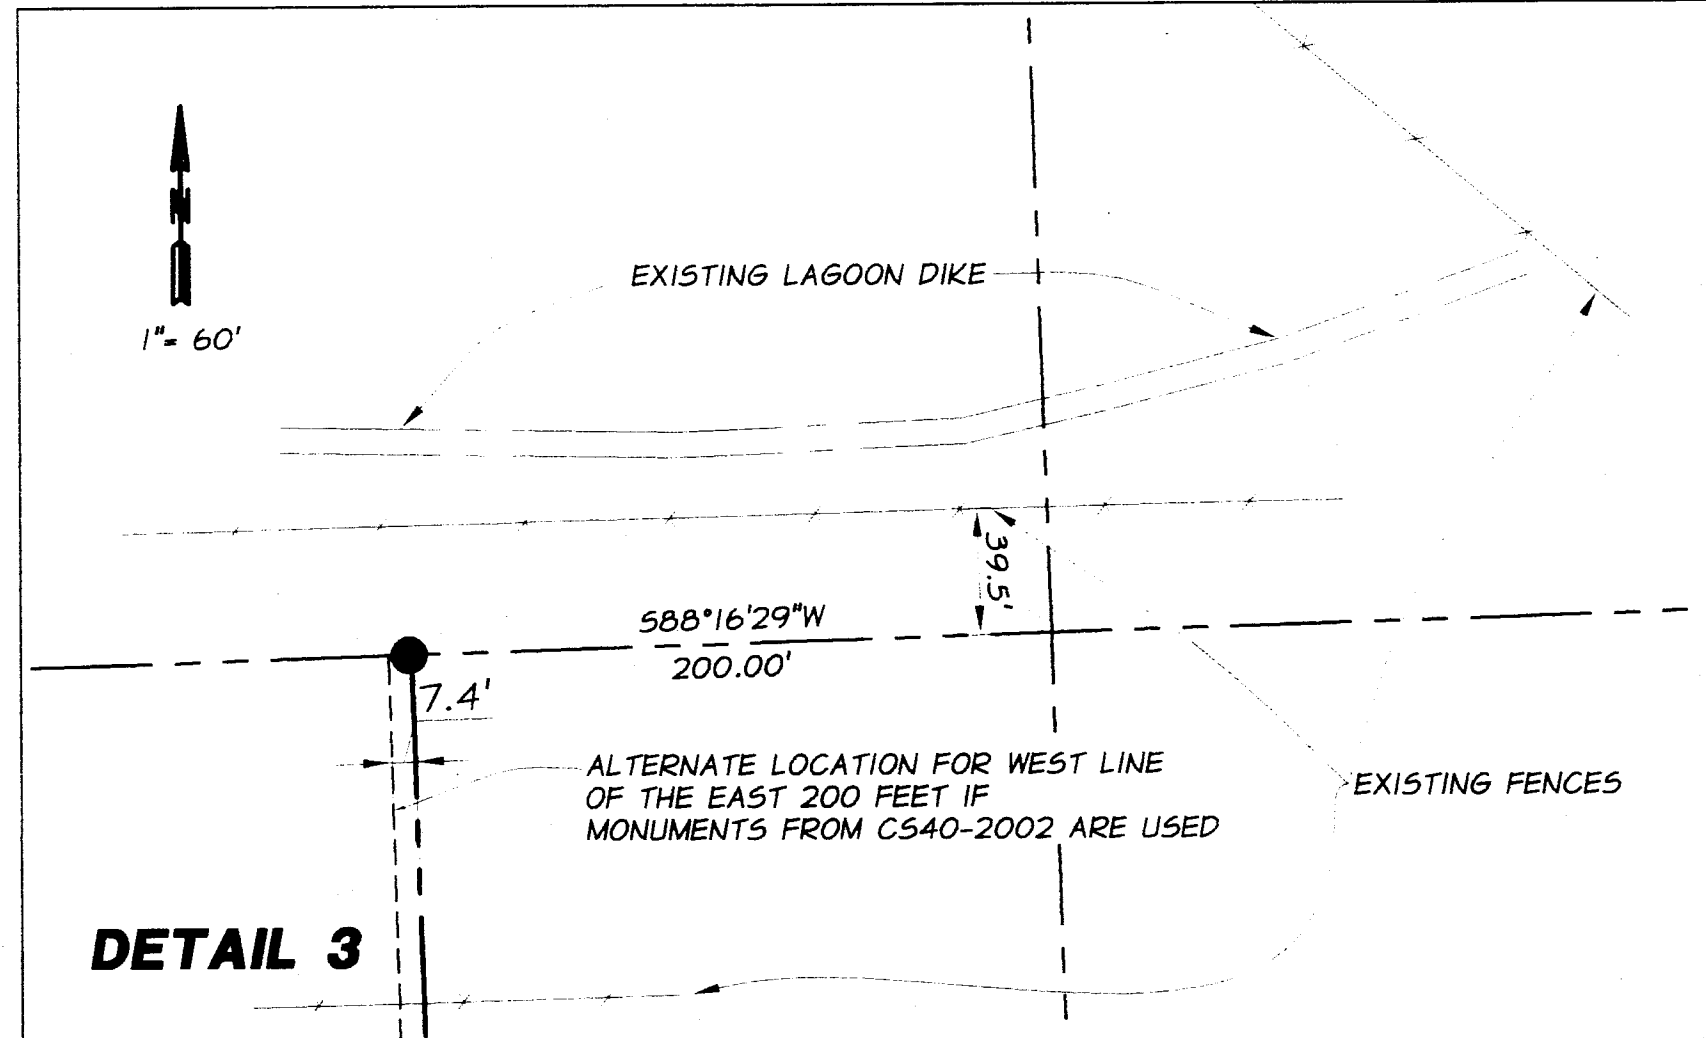 N
1"= 60'
EXISTING LAGOON DIKE
39.5'
S88°16'29"W
200.00'
7.4'
ALTERNATE LOCATION FOR WEST LINE
OF THE EAST 200 FEET IF
MONUMENTS FROM CS40-2002 ARE USED
EXISTING FENCES
DETAIL 3